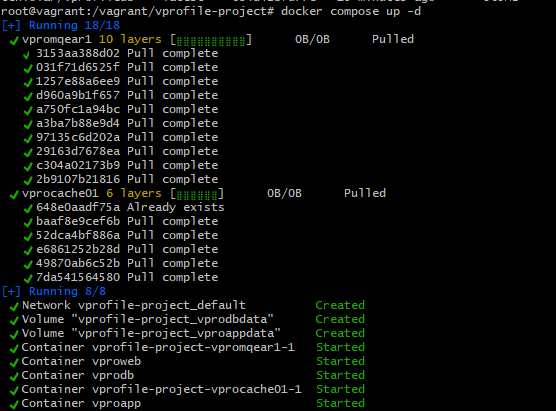 root@vagrant:/vagrant/vprofile-project# docker compose up -d
[+] Running 18/18
✔ vpromqear1 10 layers [⣿⣿⣿⣿⣿⣿⣿⣿⣿⣿] 0B/0B Pulled
✔ 3153aa388d02 Pull complete
✔ 031f71d6525f Pull complete
✔ 1257e88a6ee9 Pull complete
✔ d960a9b1f657 Pull complete
✔ a750fc1a94bc Pull complete
✔ a3ba7b88e9d4 Pull complete
✔ 97135c6d202a Pull complete
✔ 29163d7678ea Pull complete
✔ c304a02173b9 Pull complete
✔ 2b9107b21816 Pull complete
✔ vprocache01 6 layers [⣿⣿⣿⣿⣿⣿] 0B/0B Pulled
✔ 648e0aadf75a Already exists
✔ baaf8e9cef6b Pull complete
✔ 52dca4bf886a Pull complete
✔ e6861252b28d Pull complete
✔ 49870ab6c52b Pull complete
✔ 7da541564580 Pull complete
[+] Running 8/8
✔ Network vprofile-project_default Created
✔ Volume "vprofile-project_vprodbdata" Created
✔ Volume "vprofile-project_vproappdata" Created
✔ Container vprofile-project-vpromqear1-1 Started
✔ Container vproweb Started
✔ Container vprodb Started
✔ Container vprofile-project-vprocache01-1 Started
✔ Container vproapp Started